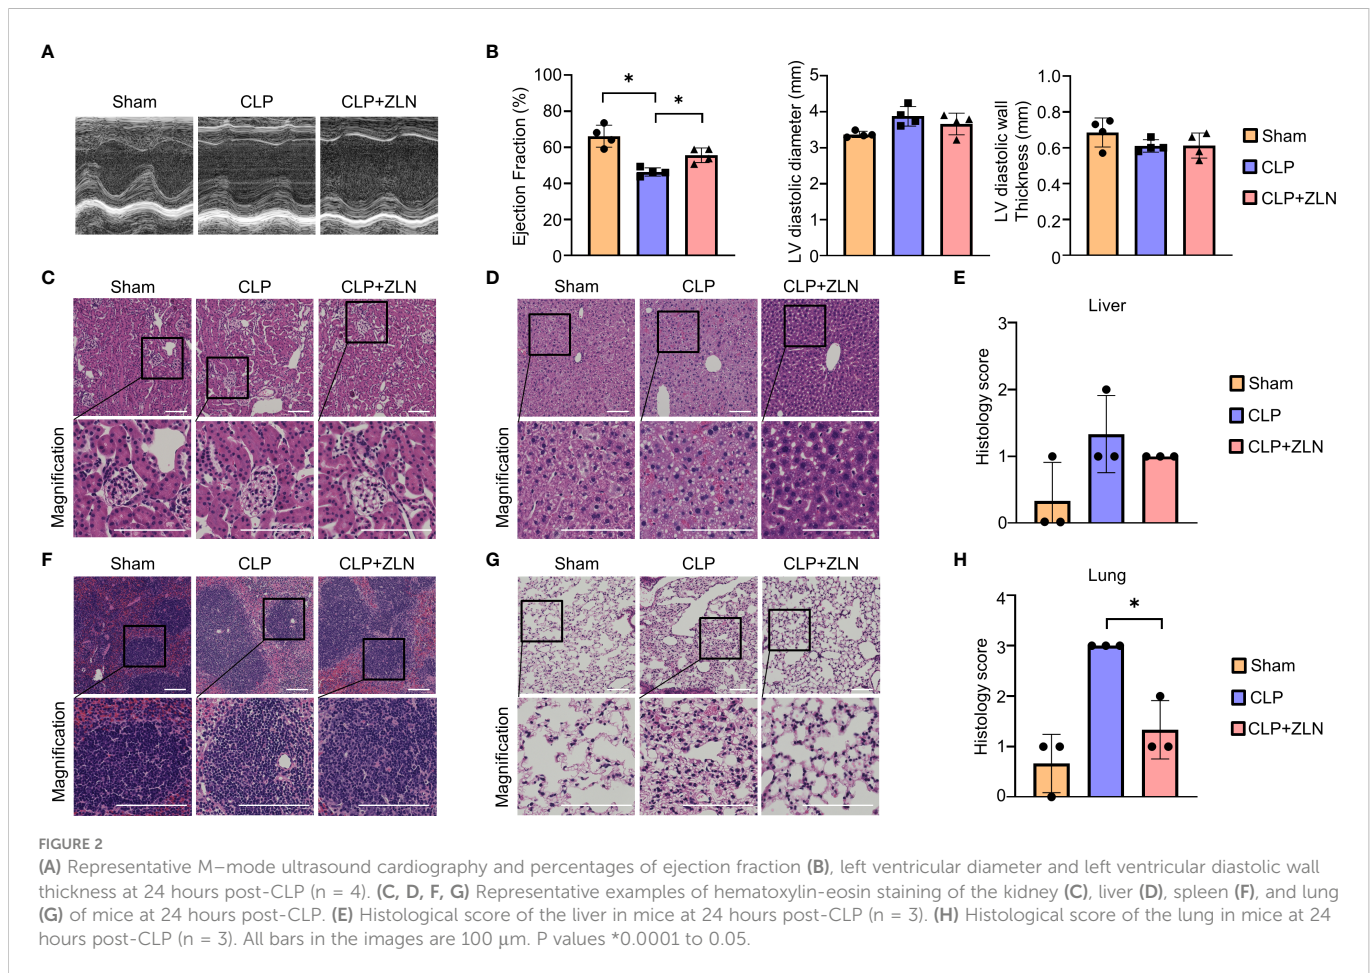 A
Sham
CLP
CLP+ZLN
B
Ejection Fraction (%)
100
80
60
40
20
0
*
*
LV diastolic diameter (mm)
5
4
3
2
1
0
LV diastolic wall
Thickness (mm)
1.0
0.8
0.6
0.4
0.2
0
Sham
CLP
CLP+ZLN
C
Sham
CLP
CLP+ZLN
Magnification
D
Sham
CLP
CLP+ZLN
Magnification
E
Liver
Histology score
3
2
1
0
Sham
CLP
CLP+ZLN
F
Sham
CLP
CLP+ZLN
Magnification
G
Sham
CLP
CLP+ZLN
Magnification
H
Lung
Histology score
4
3
2
1
0
*
Sham
CLP
CLP+ZLN
FIGURE 2
(A) Representative M–mode ultrasound cardiography and percentages of ejection fraction (B), left ventricular diameter and left ventricular diastolic wall
thickness at 24 hours post-CLP (n = 4). (C, D, F, G) Representative examples of hematoxylin-eosin staining of the kidney (C), liver (D), spleen (F), and lung
(G) of mice at 24 hours post-CLP. (E) Histological score of the liver in mice at 24 hours post-CLP (n = 3). (H) Histological score of the lung in mice at 24
hours post-CLP (n = 3). All bars in the images are 100 μm. P values *0.0001 to 0.05.